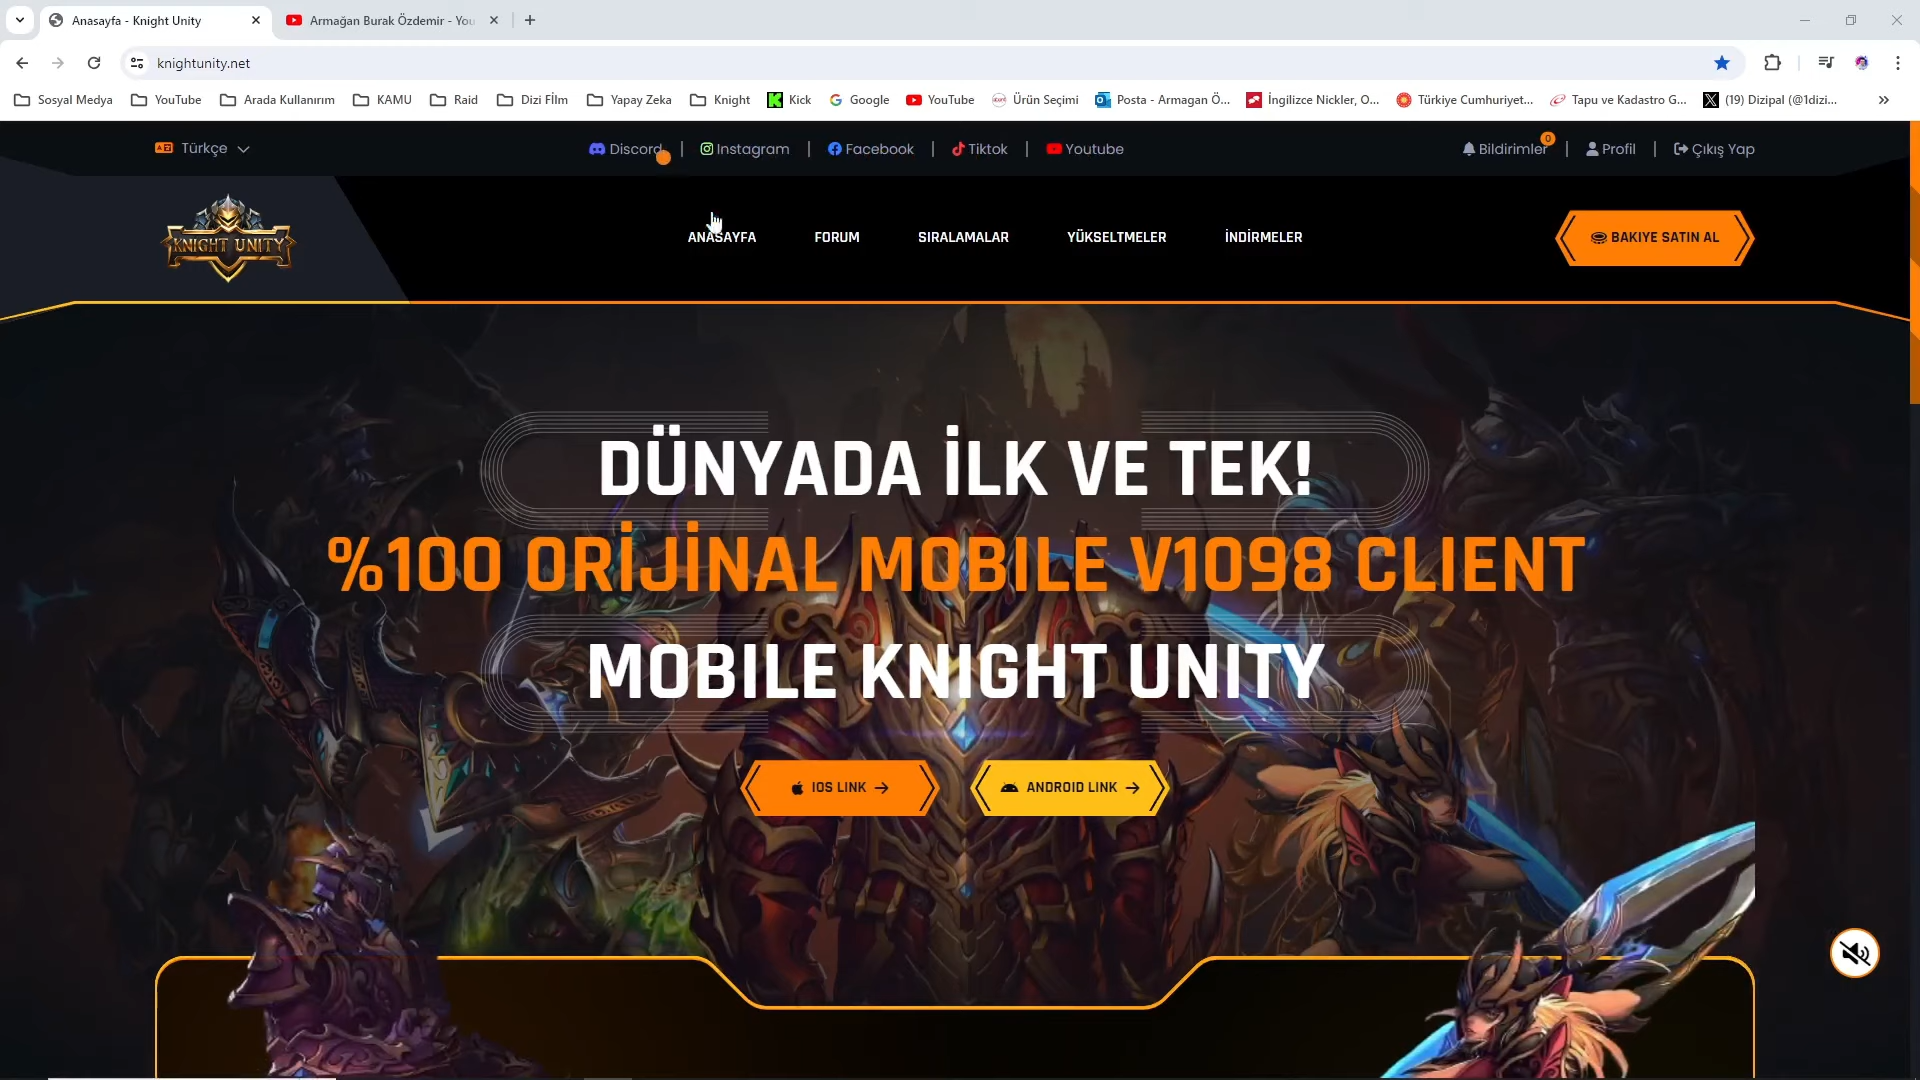 Anasayfa - Knight Unity
Armağan Burak Özdemir - You
knightunity.net
Sosyal Medya
YouTube
Arada Kullanırım
KAMU
Raid
Dizi Fİlm
Yapay Zeka
Knight
Kick
Google
YouTube
Ürün Seçimi
Posta - Armagan Ö...
İngilizce Nickler, O...
Türkiye Cumhuriyet...
Tapu ve Kadastro G...
(19) Dizipal (@1dizi...
Türkçe
Discord
Instagram
Facebook
Tiktok
Youtube
Bildirimler
0
Profil
Çıkış Yap
KNIGHT UNITY
ANASAYFA
FORUM
SIRALAMALAR
YÜKSELTMELER
İNDİRMELER
BAKIYE SATIN AL
DÜNYADA İLK VE TEK!
%100 ORİJİNAL MOBILE V1098 CLIENT
MOBILE KNIGHT UNITY
IOS LINK
ANDROID LINK